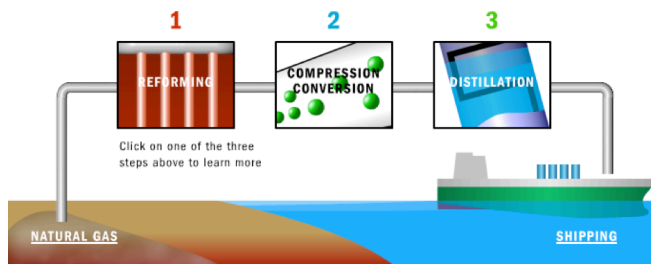 1
2
3
REFORMING
COMPRESSION
CONVERSION
DISTILLATION
Click on one of the three
steps above to learn more
NATURAL GAS
SHIPPING